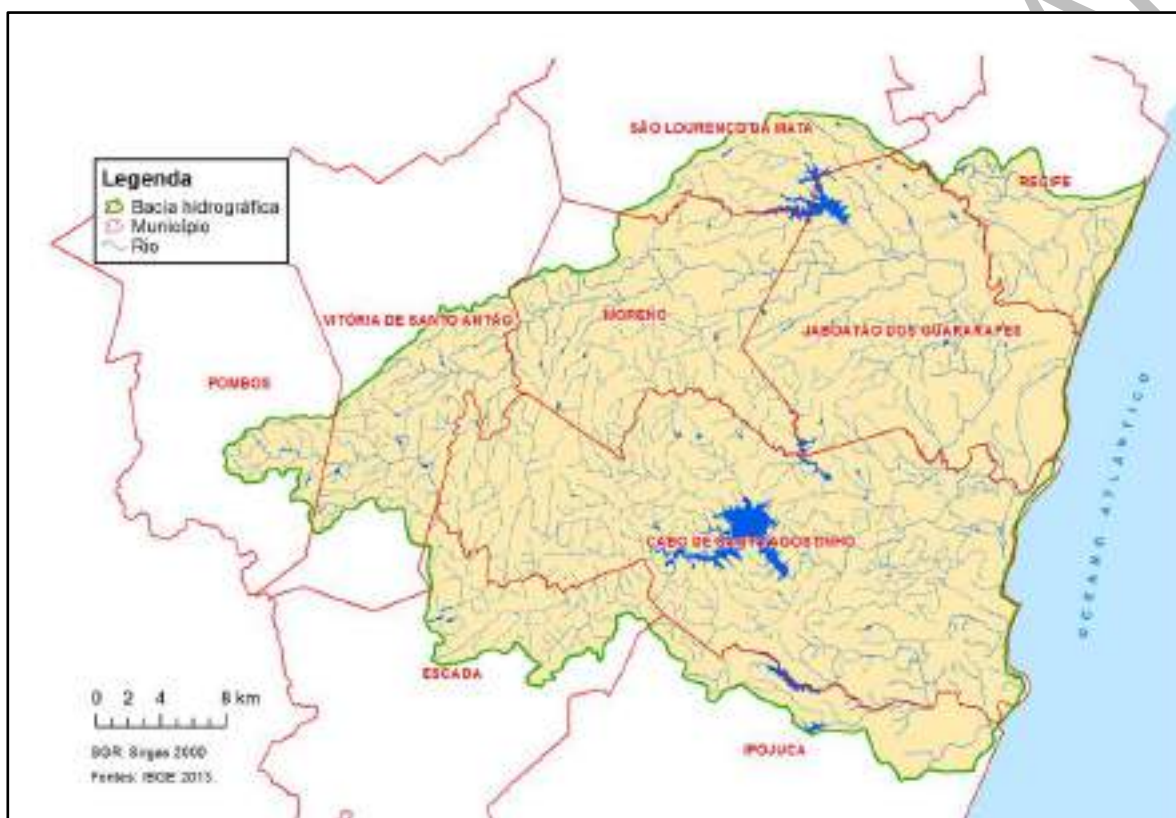 SÃO LOURENÇO DA MATA
RECIFE
Legenda
Bacia hidrográfica
Município
Rio
VITÓRIA DE SANTO ANTÃO
MORENO
JABOATÃO DOS GUARARAPES
POMBOS
OCEANO ATLÂNTICO
CABO DE SANTO AGOSTINHO
ESCADA
0 2 4 8 km
IPOJUCA
SGR: Sirgas 2000
Fontes: IBGE 2015.